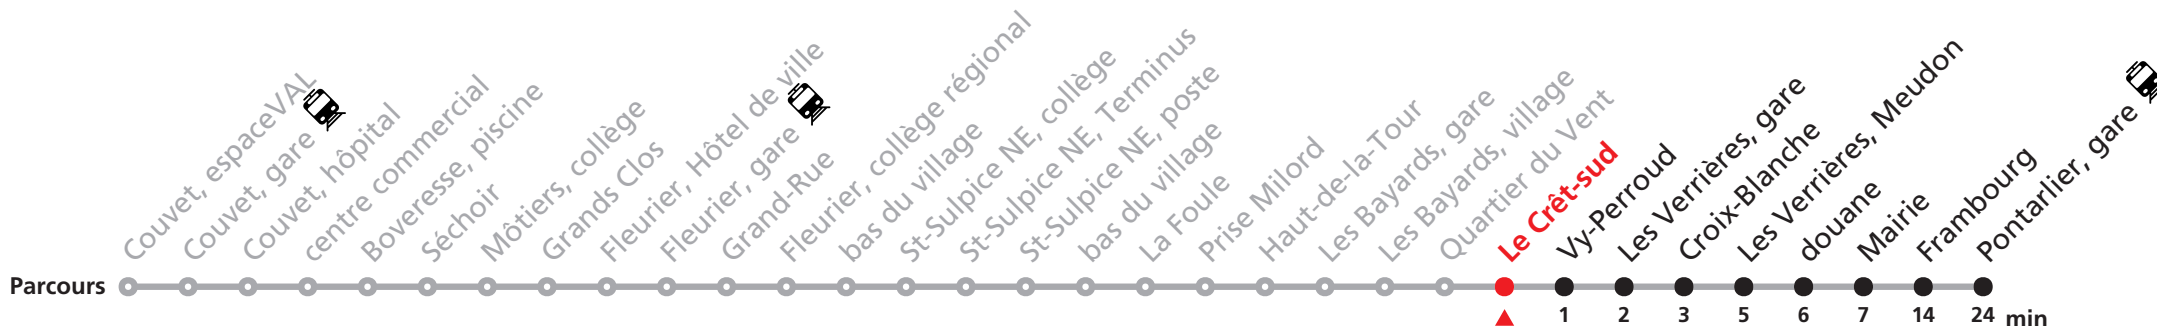 Parcours
Couvet, espaceVAL
Couvet, gare
Couvet, hôpital
centre commercial
Boveresse, piscine
Séchoir
Môtiers, collège
Grands Clos
Fleurier, Hôtel de ville
Fleurier, gare
Grand-Rue
Fleurier, collège régional
bas du village
St-Sulpice NE, collège
St-Sulpice NE, Terminus
St-Sulpice NE, poste
bas du village
La Foule
Prise Milord
Haut-de-la-Tour
Les Bayards, gare
Les Bayards, village
Quartier du Vent
Le Crêt-sud
Vy-Perroud
Les Verrières, gare
Croix-Blanche
Les Verrières, Meudon
douane
Mairie
Frambourg
Pontarlier, gare
1 2 3 5 6 7 14 24 min